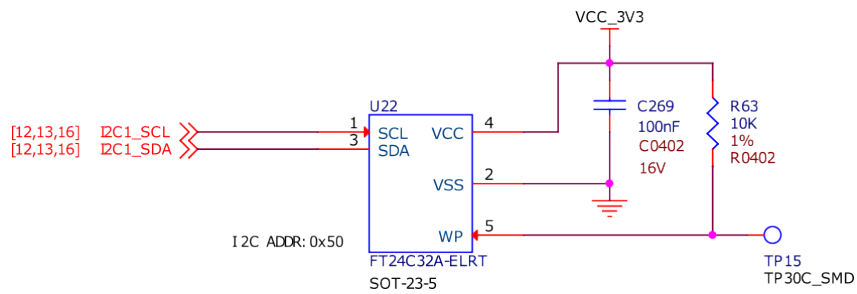 VCC_3V3
U22
C269
100nF
C0402
16V
R63
10K
1%
R0402
[12,13,16] I2C1_SCL
[12,13,16] I2C1_SDA
1
3
SCL
SDA
VCC
VSS
WP
4
2
5
I2C ADDR: 0x50
FT24C32A-ELRT
SOT-23-5
TP15
TP30C_SMD